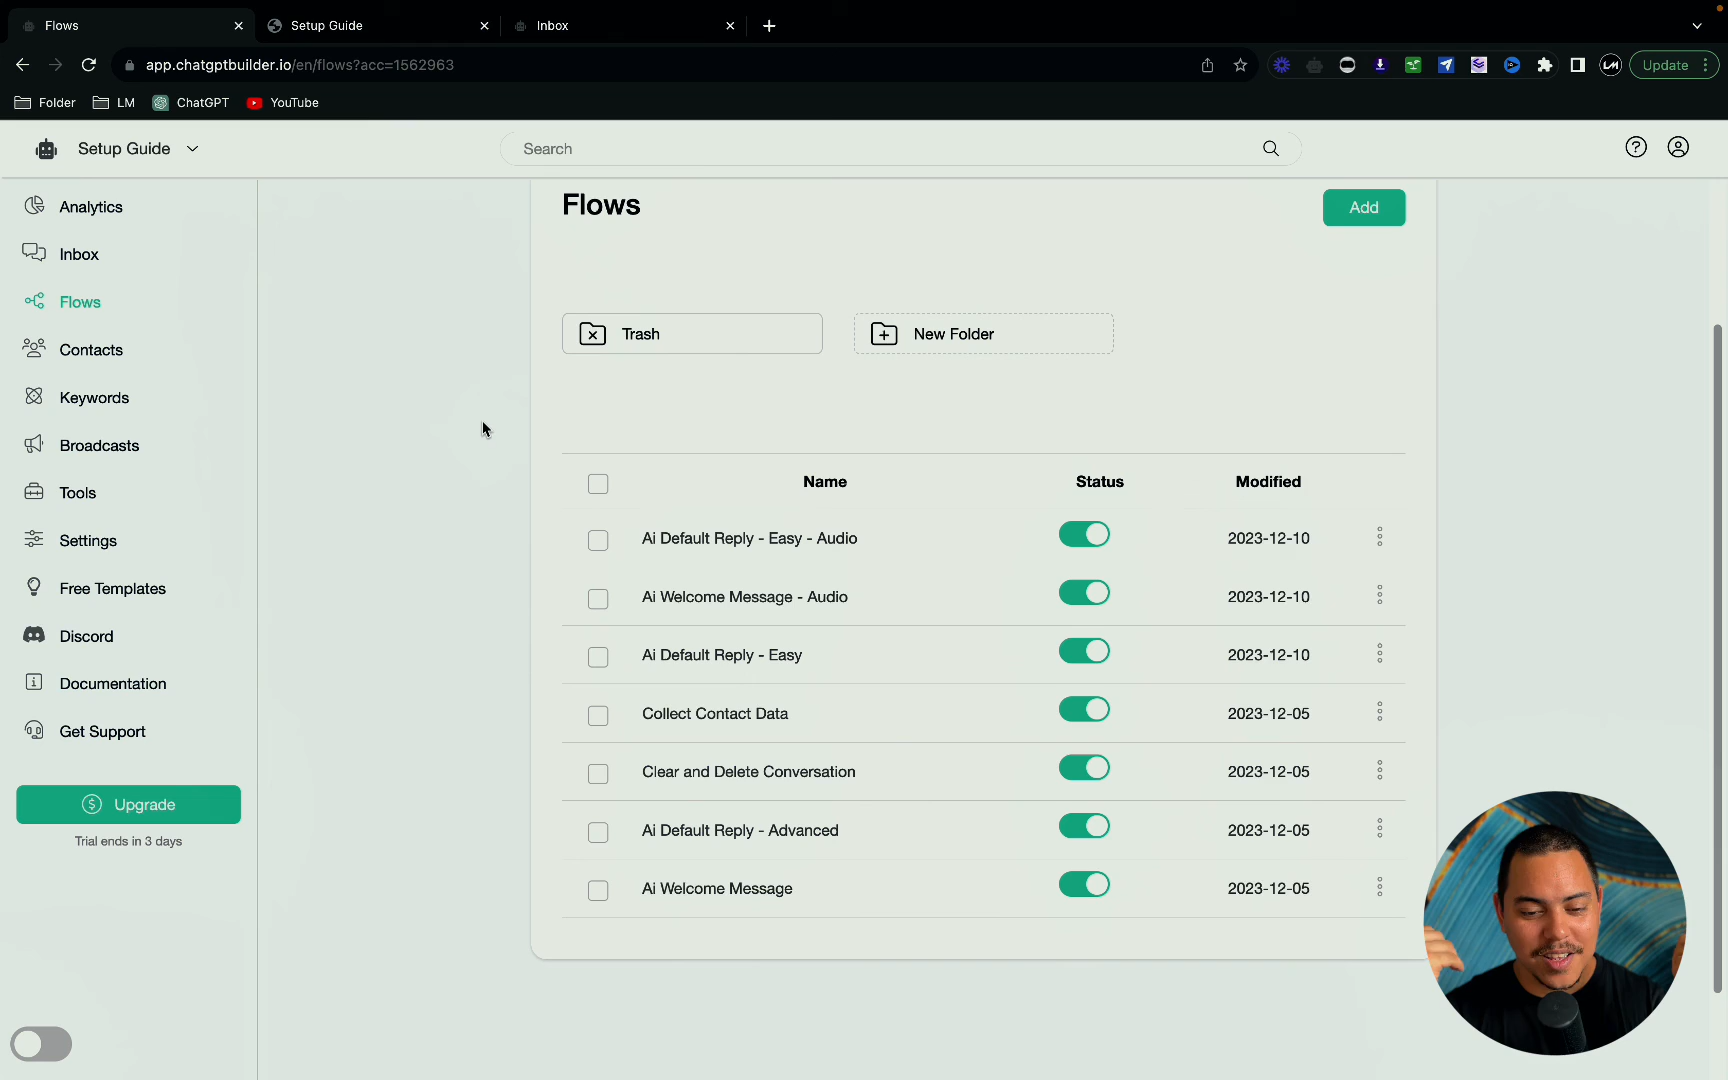 Flows
Setup Guide
Inbox
app.chatgptbuilder.io/en/flows?acc=1562963
Update
Folder
LM
ChatGPT
YouTube
Setup Guide
Search
Analytics
Inbox
Flows
Contacts
Keywords
Broadcasts
Tools
Settings
Free Templates
Discord
Documentation
Get Support
Upgrade
Trial ends in 3 days
Flows
Add
Trash
New Folder
Name Status Modified
Ai Default Reply - Easy - Audio 2023-12-10
Ai Welcome Message - Audio 2023-12-10
Ai Default Reply - Easy 2023-12-10
Collect Contact Data 2023-12-05
Clear and Delete Conversation 2023-12-05
Ai Default Reply - Advanced 2023-12-05
Ai Welcome Message 2023-12-05